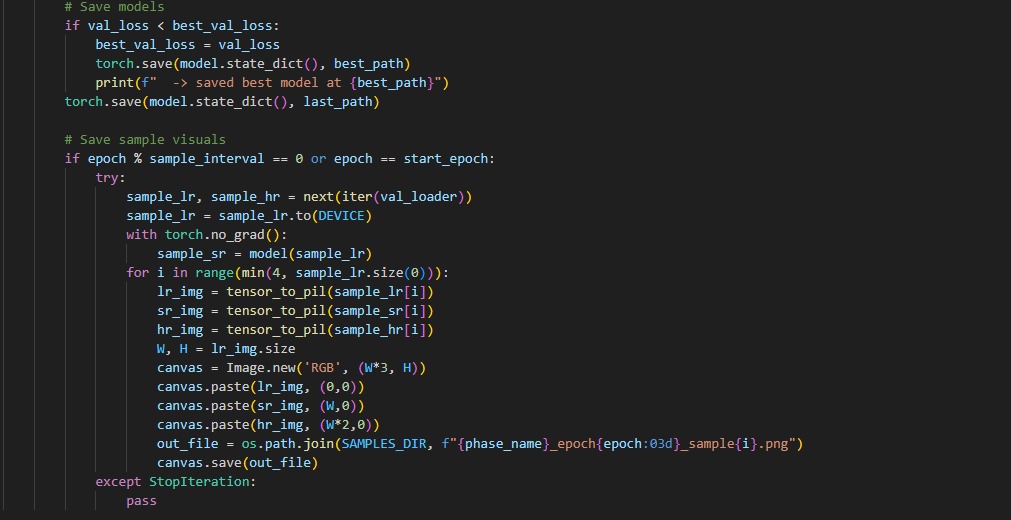 # Save models
if val_loss < best_val_loss:
best_val_loss = val_loss
torch.save(model.state_dict(), best_path)
print(f"  -> saved best model at {best_path}")
torch.save(model.state_dict(), last_path)
# Save sample visuals
if epoch % sample_interval == 0 or epoch == start_epoch:
try:
sample_lr, sample_hr = next(iter(val_loader))
sample_lr = sample_lr.to(DEVICE)
with torch.no_grad():
sample_sr = model(sample_lr)
for i in range(min(4, sample_lr.size(0))):
lr_img = tensor_to_pil(sample_lr[i])
sr_img = tensor_to_pil(sample_sr[i])
hr_img = tensor_to_pil(sample_hr[i])
W, H = lr_img.size
canvas = Image.new('RGB', (W*3, H))
canvas.paste(lr_img, (0,0))
canvas.paste(sr_img, (W,0))
canvas.paste(hr_img, (W*2,0))
out_file = os.path.join(SAMPLES_DIR, f"{phase_name}_epoch{epoch:03d}_sample{i}.png")
canvas.save(out_file)
except StopIteration:
pass